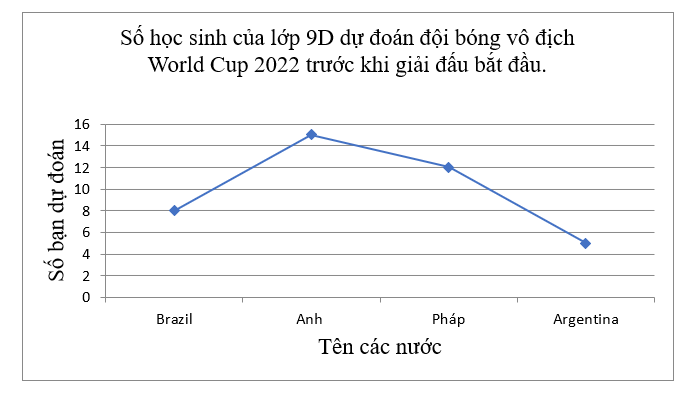 Số học sinh của lớp 9D dự đoán đội bóng vô địch
World Cup 2022 trước khi giải đấu bắt đầu.
Số bạn dự đoán
16
14
12
10
8
6
4
2
0
Brazil Anh Pháp Argentina
Tên các nước